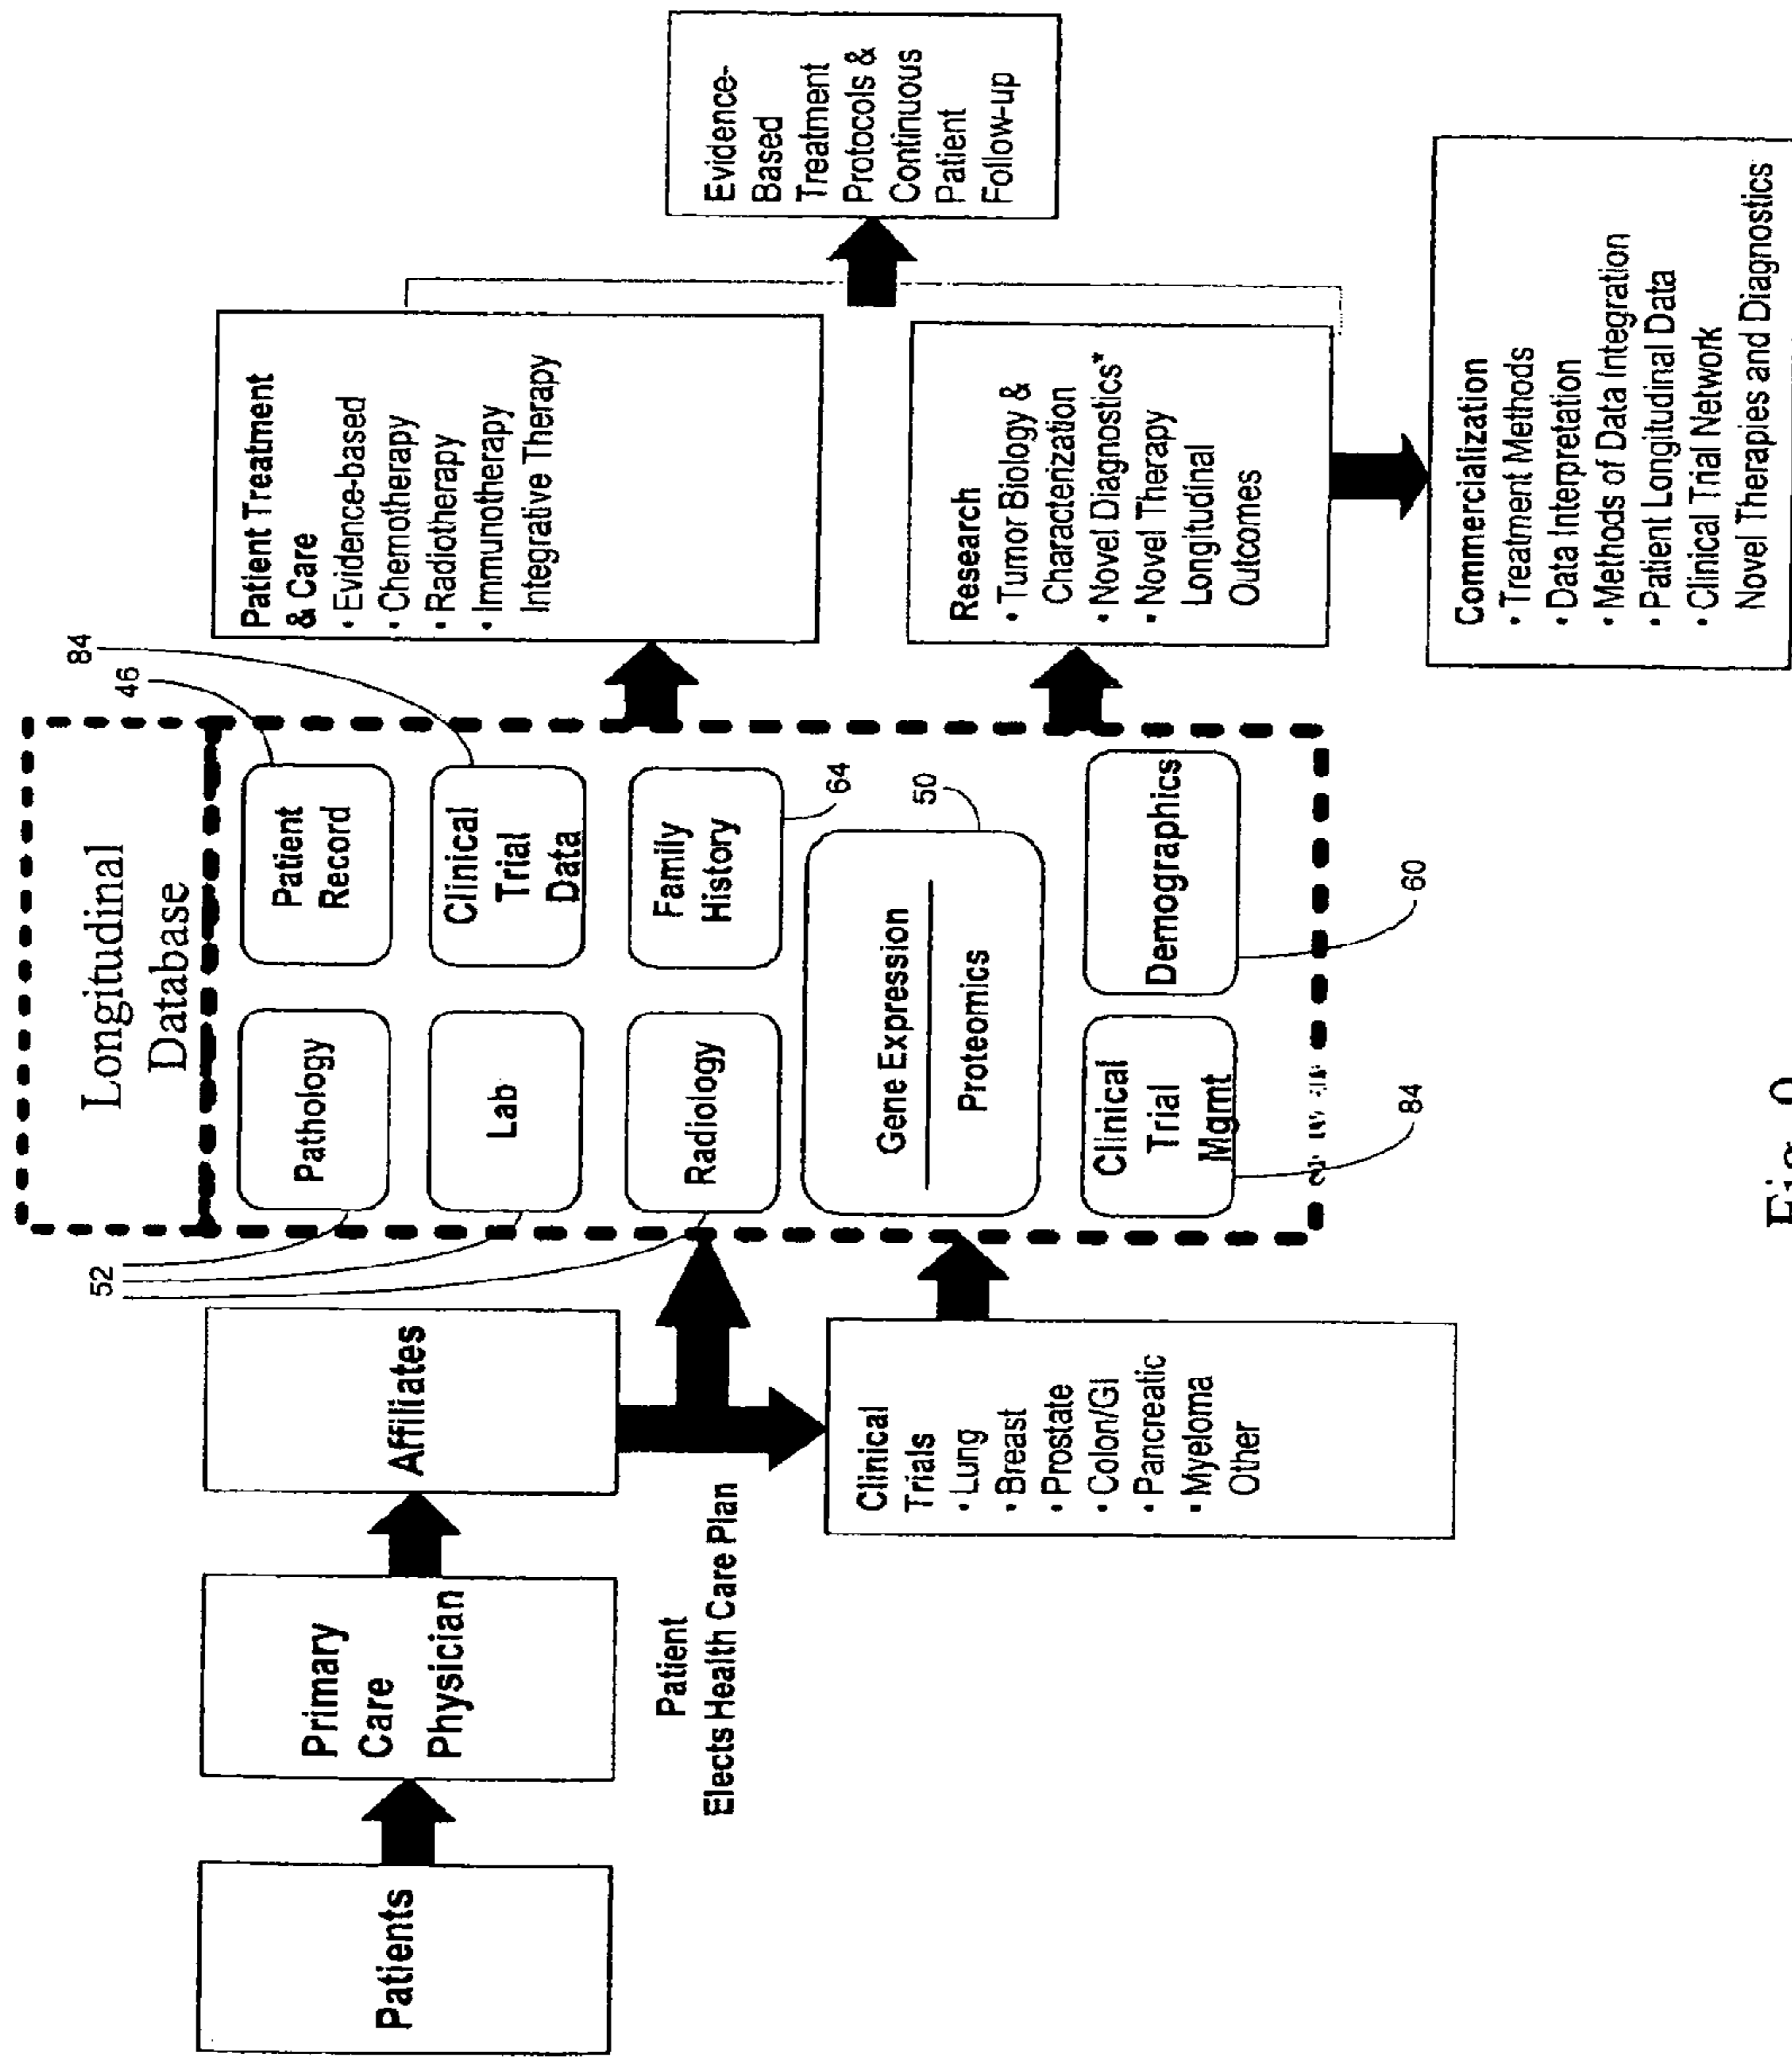 Patients
Primary
Care
Physician
Affiliates
Patient
Elects Health Care Plan
Clinical
Trials
• Lung
• Breast
• Prostate
• Colon/GI
• Pancreatic
• Myeloma
Other
Longitudinal
Database
52
Pathology
Lab
Radiology
46
Patient
Record
84
Clinical
Trial
Data
Family
History
64
Gene Expression
Proteomics
50
Clinical
Trial
Mgmt
84
Demographics
60
Patient Treatment
& Care
• Evidence-based
• Chemotherapy
• Radiotherapy
• Immunotherapy
Integrative Therapy
Research
• Tumor Biology &
Characterization
• Novel Diagnostics*
• Novel Therapy
Longitudinal
Outcomes
Evidence-
Based
Treatment
Protocols &
Continuous
Patient
Follow-up
Commercialization
• Treatment Methods
• Data Interpretation
• Methods of Data Integration
• Patient Longitudinal Data
• Clinical Trial Network
Novel Therapies and Diagnostics
Fig.